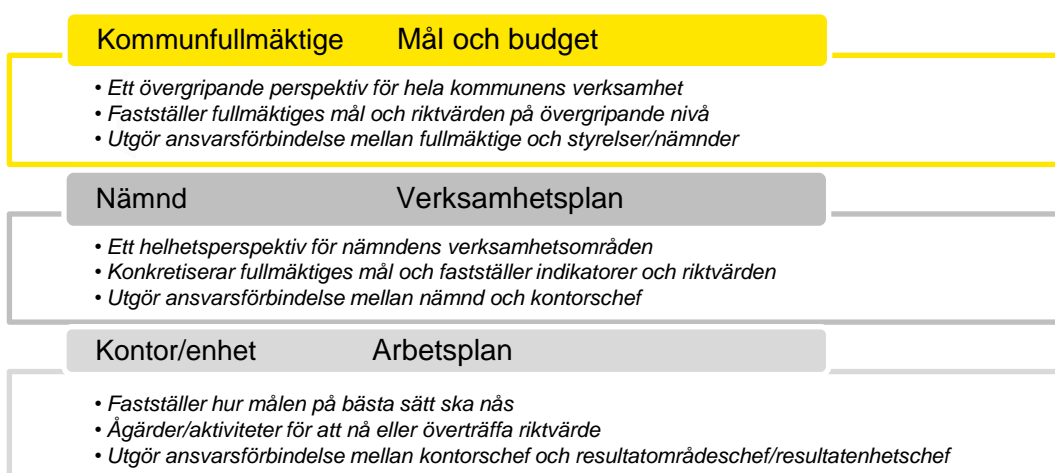 Kommunfullmäktige Mål och budget
• Ett övergripande perspektiv för hela kommunens verksamhet
• Fastställer fullmäktiges mål och riktvärden på övergripande nivå
• Utgör ansvarsförbindelse mellan fullmäktige och styrelser/nämnder
Nämnd Verksamhetsplan
• Ett helhetsperspektiv för nämndens verksamhetsområden
• Konkretiserar fullmäktiges mål och fastställer indikatorer och riktvärden
• Utgör ansvarsförbindelse mellan nämnd och kontorschef
Kontor/enhet Arbetsplan
• Fastställer hur målen på bästa sätt ska nås
• Ågärder/aktiviteter för att nå eller överträffa riktvärde
• Utgör ansvarsförbindelse mellan kontorschef och resultatområdeschef/resultatenhetschef